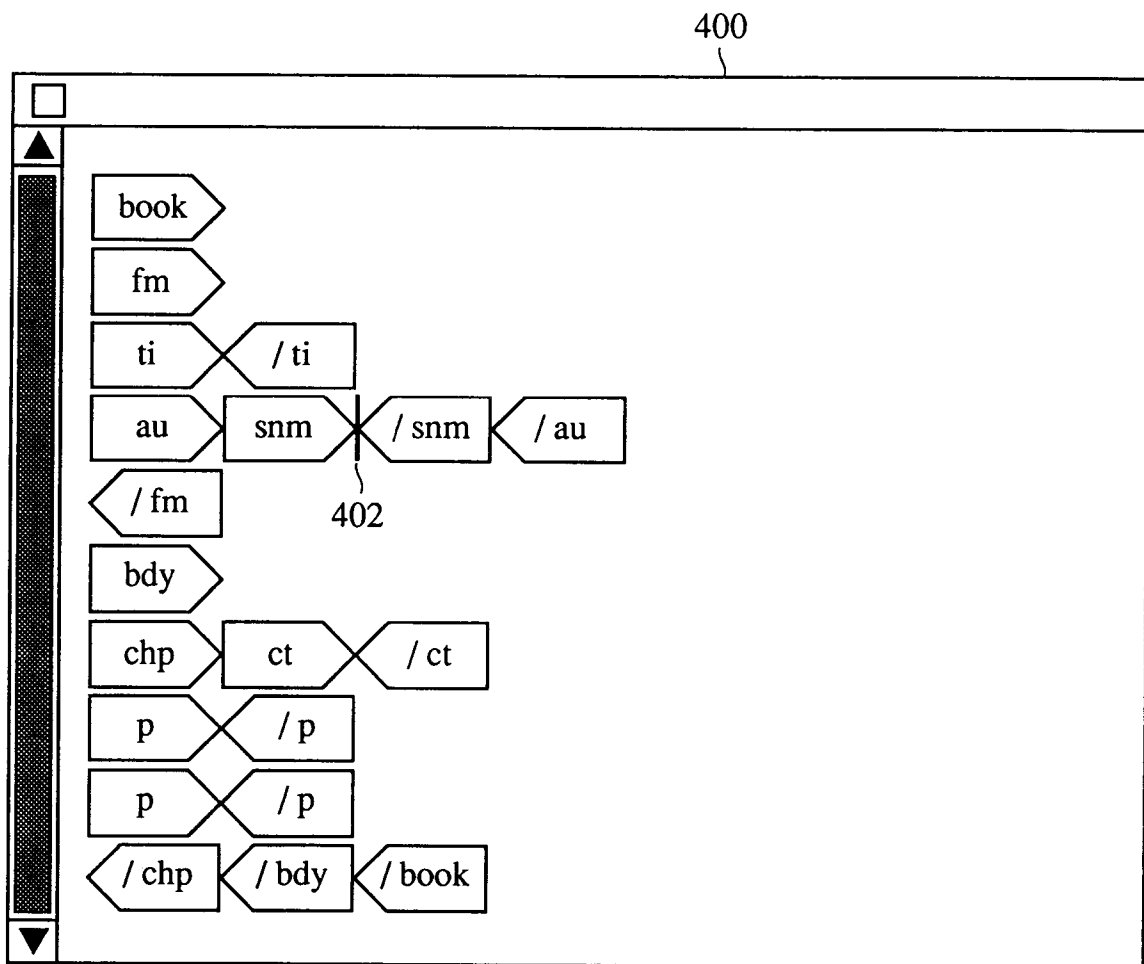 400
book
fm
ti / ti
au snm / snm / au
/ fm 402
bdy
chp ct / ct
p / p
p / p
/ chp / bdy / book